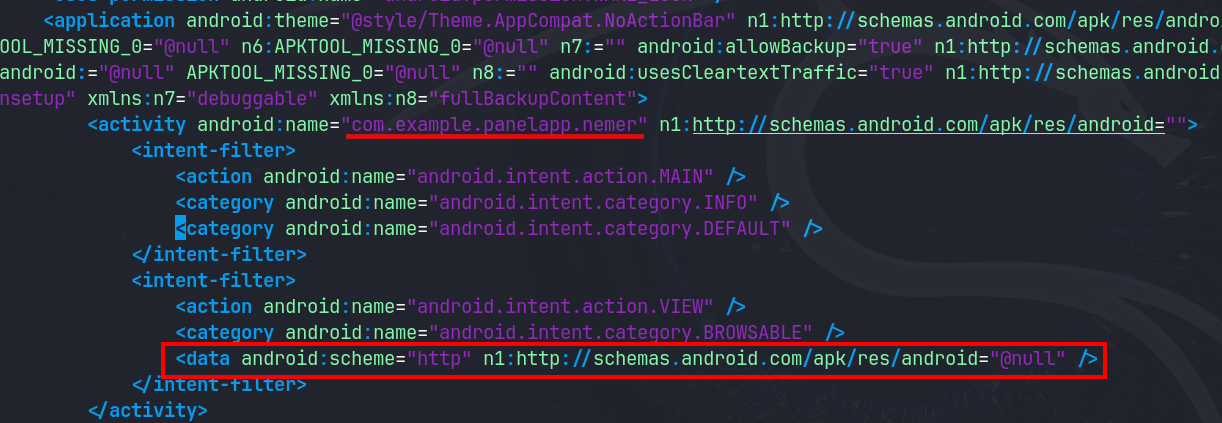 <application android:theme="@style/Theme.AppCompat.NoActionBar" n1:http://schemas.android.com/apk/res/andro
TOOL_MISSING_0="@null" n6:APKTOOL_MISSING_0="@null" n7:="" android:allowBackup="true" n1:http://schemas.android.
android:="@null" APKTOOL_MISSING_0="@null" n8:="" android:usesCleartextTraffic="true" n1:http://schemas.android
nsetup" xmlns:n7="debuggable" xmlns:n8="fullBackupContent">
<activity android:name="com.example.panelapp.nemer" n1:http://schemas.android.com/apk/res/android="">
<intent-filter>
<action android:name="android.intent.action.MAIN" />
<category android:name="android.intent.category.INFO" />
<category android:name="android.intent.category.DEFAULT" />
</intent-filter>
<intent-filter>
<action android:name="android.intent.action.VIEW" />
<category android:name="android.intent.category.BROWSABLE" />
<data android:scheme="http" n1:http://schemas.android.com/apk/res/android="@null" />
</intent-filter>
</activity>